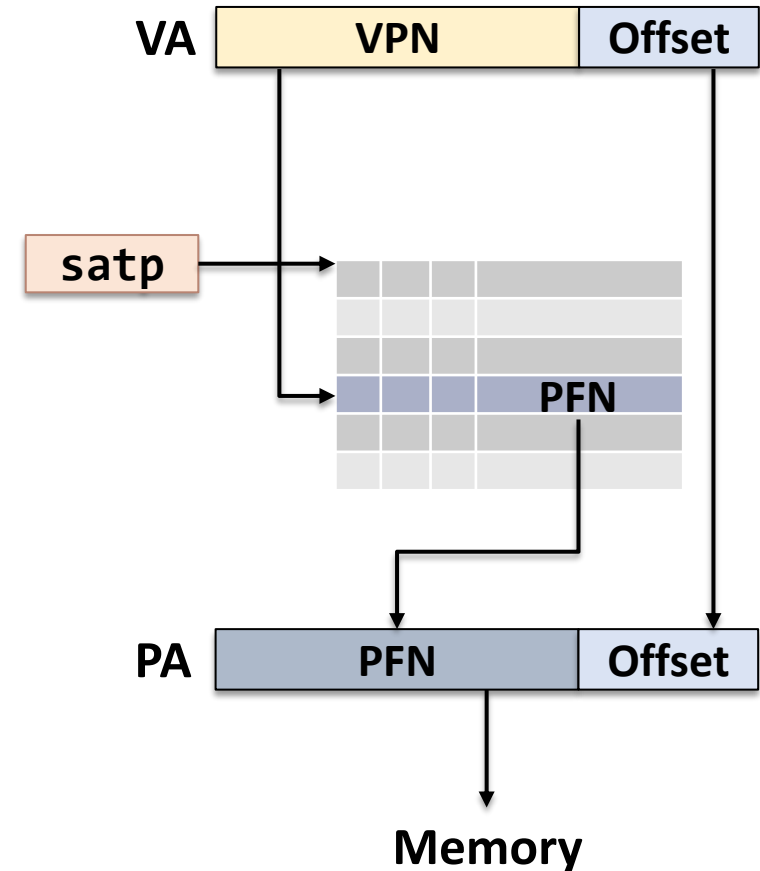 VA VPN Offset
satp
PFN
PA PFN Offset
Memory